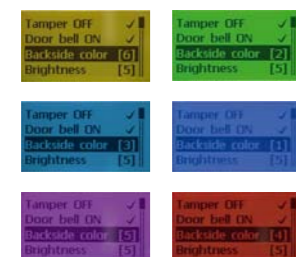 Tamper OFF ✓
Door bell ON ✓
Backside color [6]
Brightness [5]
Tamper OFF ✓
Door bell ON ✓
Backside color [2]
Brightness [5]
Tamper OFF ✓
Door bell ON ✓
Backside color [3]
Brightness [5]
Tamper OFF ✓
Door bell ON ✓
Backside color [1]
Brightness [5]
Tamper OFF ✓
Door bell ON ✓
Backside color [5]
Brightness [5]
Tamper OFF ✓
Door bell ON ✓
Backside color [4]
Brightness [5]